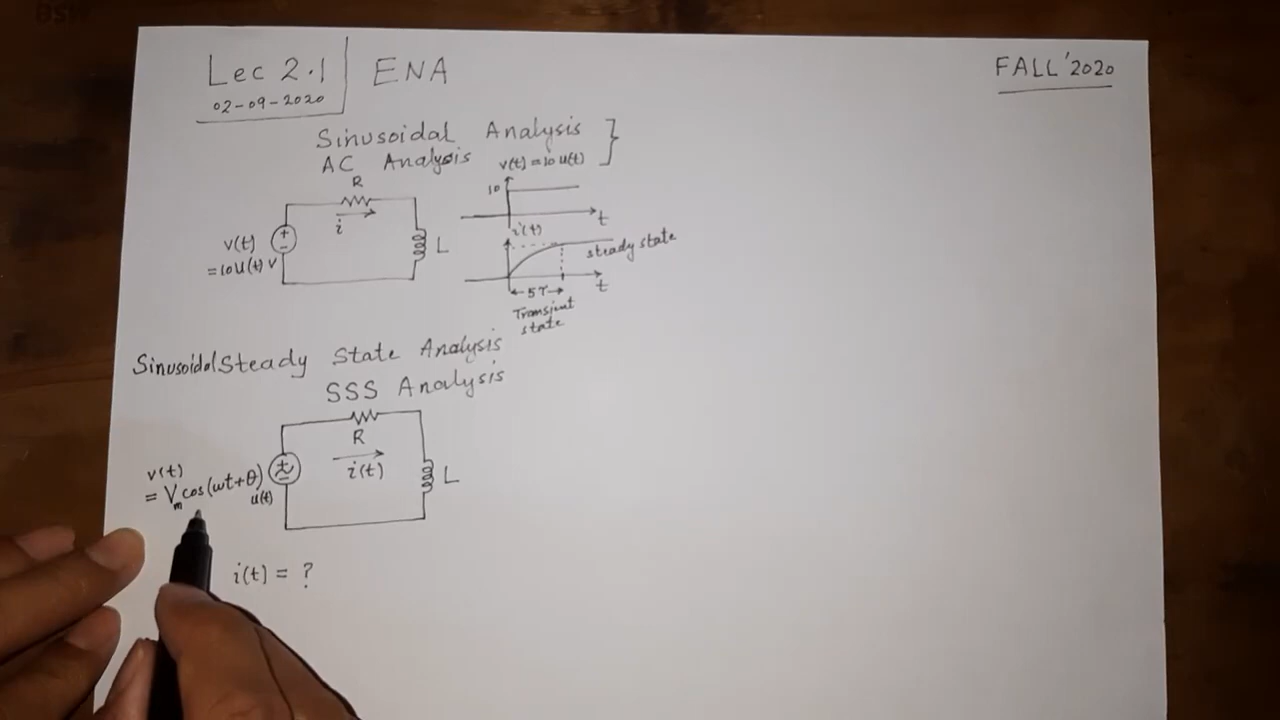 BSW
Lec 2.1
02-09-2020
ENA
FALL '2020
Sinusoidal Analysis
AC Analysis
v(t) = 10 u(t)
R
i
v(t)
= 10 u(t) V
L
10
t
i(t)
steady state
t
5τ
Transient
state
Sinusoidal Steady State Analysis
SSS Analysis
R
i(t)
v(t)
= Vm cos(ωt+θ)
u(t)
L
i(t) = ?